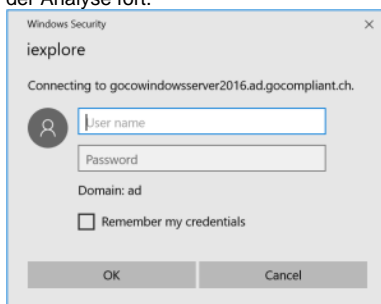 der Analyse fort.
Windows Security
iexplore
Connecting to gocowindowsserver2016.ad.gocompliant.ch.
User name
Password
Domain: ad
Remember my credentials
OK Cancel